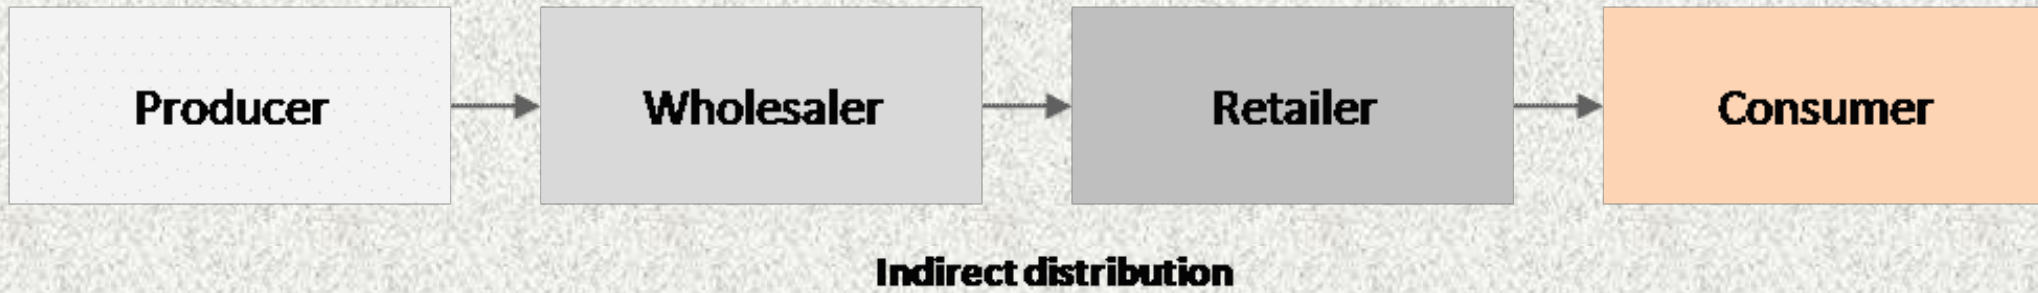 Producer Wholesaler Retailer Consumer
Indirect distribution